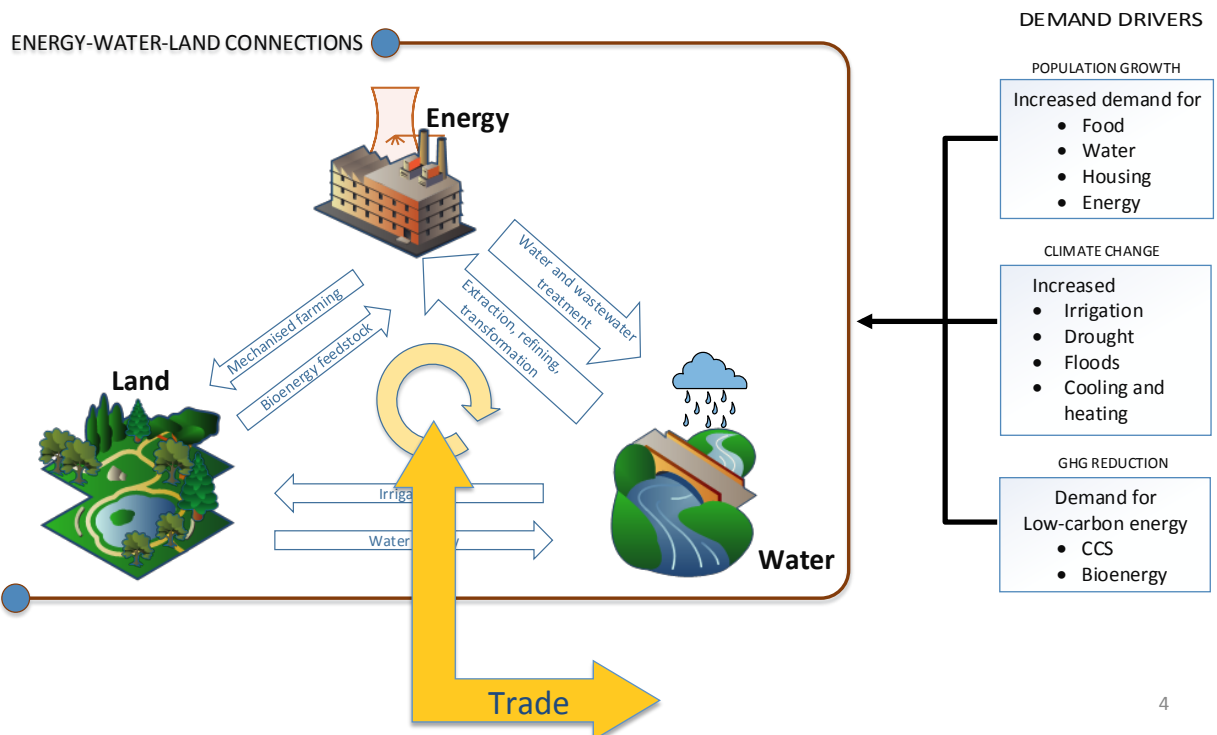 DEMAND DRIVERS
ENERGY-WATER-LAND CONNECTIONS
POPULATION GROWTH
Increased demand for
• Food
• Water
• Housing
• Energy
Energy
CLIMATE CHANGE
Increased
• Irrigation
• Drought
• Floods
• Cooling and
heating
Water and wastewater
treatment
Extraction, refining,
transformation
Mechanised farming
Bioenergy feedstock
Land
GHG REDUCTION
Demand for
Low-carbon energy
• CCS
• Bioenergy
Water
Water
Trade
4